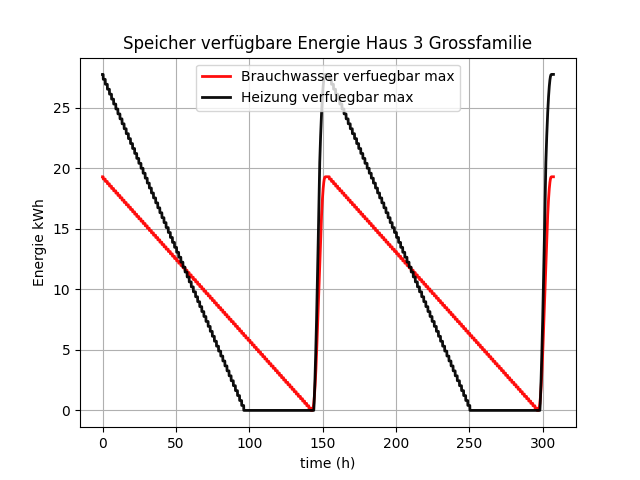 Speicher verfügbare Energie Haus 3 Grossfamilie
Brauchwasser verfuegbar max
Heizung verfuegbar max
Energie kWh
25
20
15
10
5
0
0 50 100 150 200 250 300
time (h)